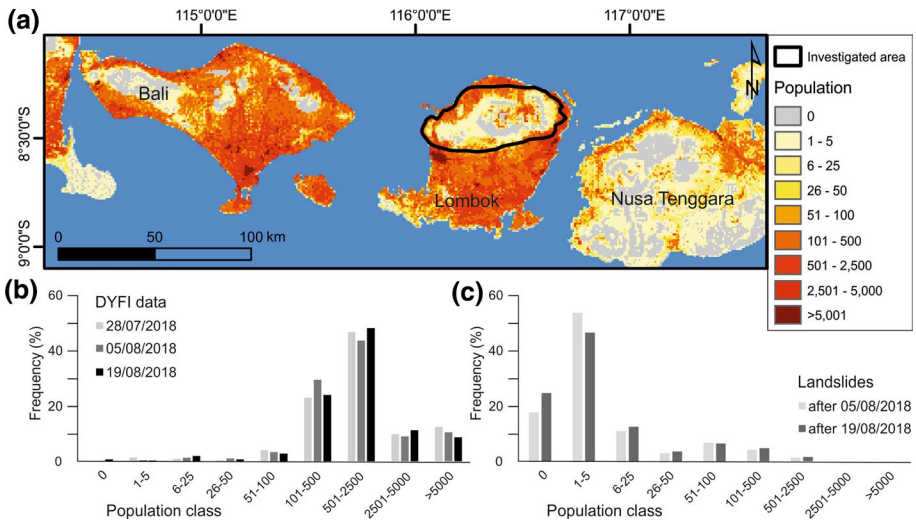 (a)
115°0'0"E
116°0'0"E
117°0'0"E
8°30'0"S
9°0'0"S
Bali
Lombok
Nusa Tenggara
N
0 50 100 km
Investigated area
Population
0
1 - 5
6 - 25
26 - 50
51 - 100
101 - 500
501 - 2,500
2,501 - 5,000
>5,001
(b)
DYFI data
28/07/2018
05/08/2018
19/08/2018
Frequency (%)
60
40
20
0
0 1-5 6-25 26-50 51-100 101-500 501-2500 2501-5000 >5000
Population class
(c)
Landslides
after 05/08/2018
after 19/08/2018
Frequency (%)
60
40
20
0
0 1-5 6-25 26-50 51-100 101-500 501-2500 2501-5000 >5000
Population class